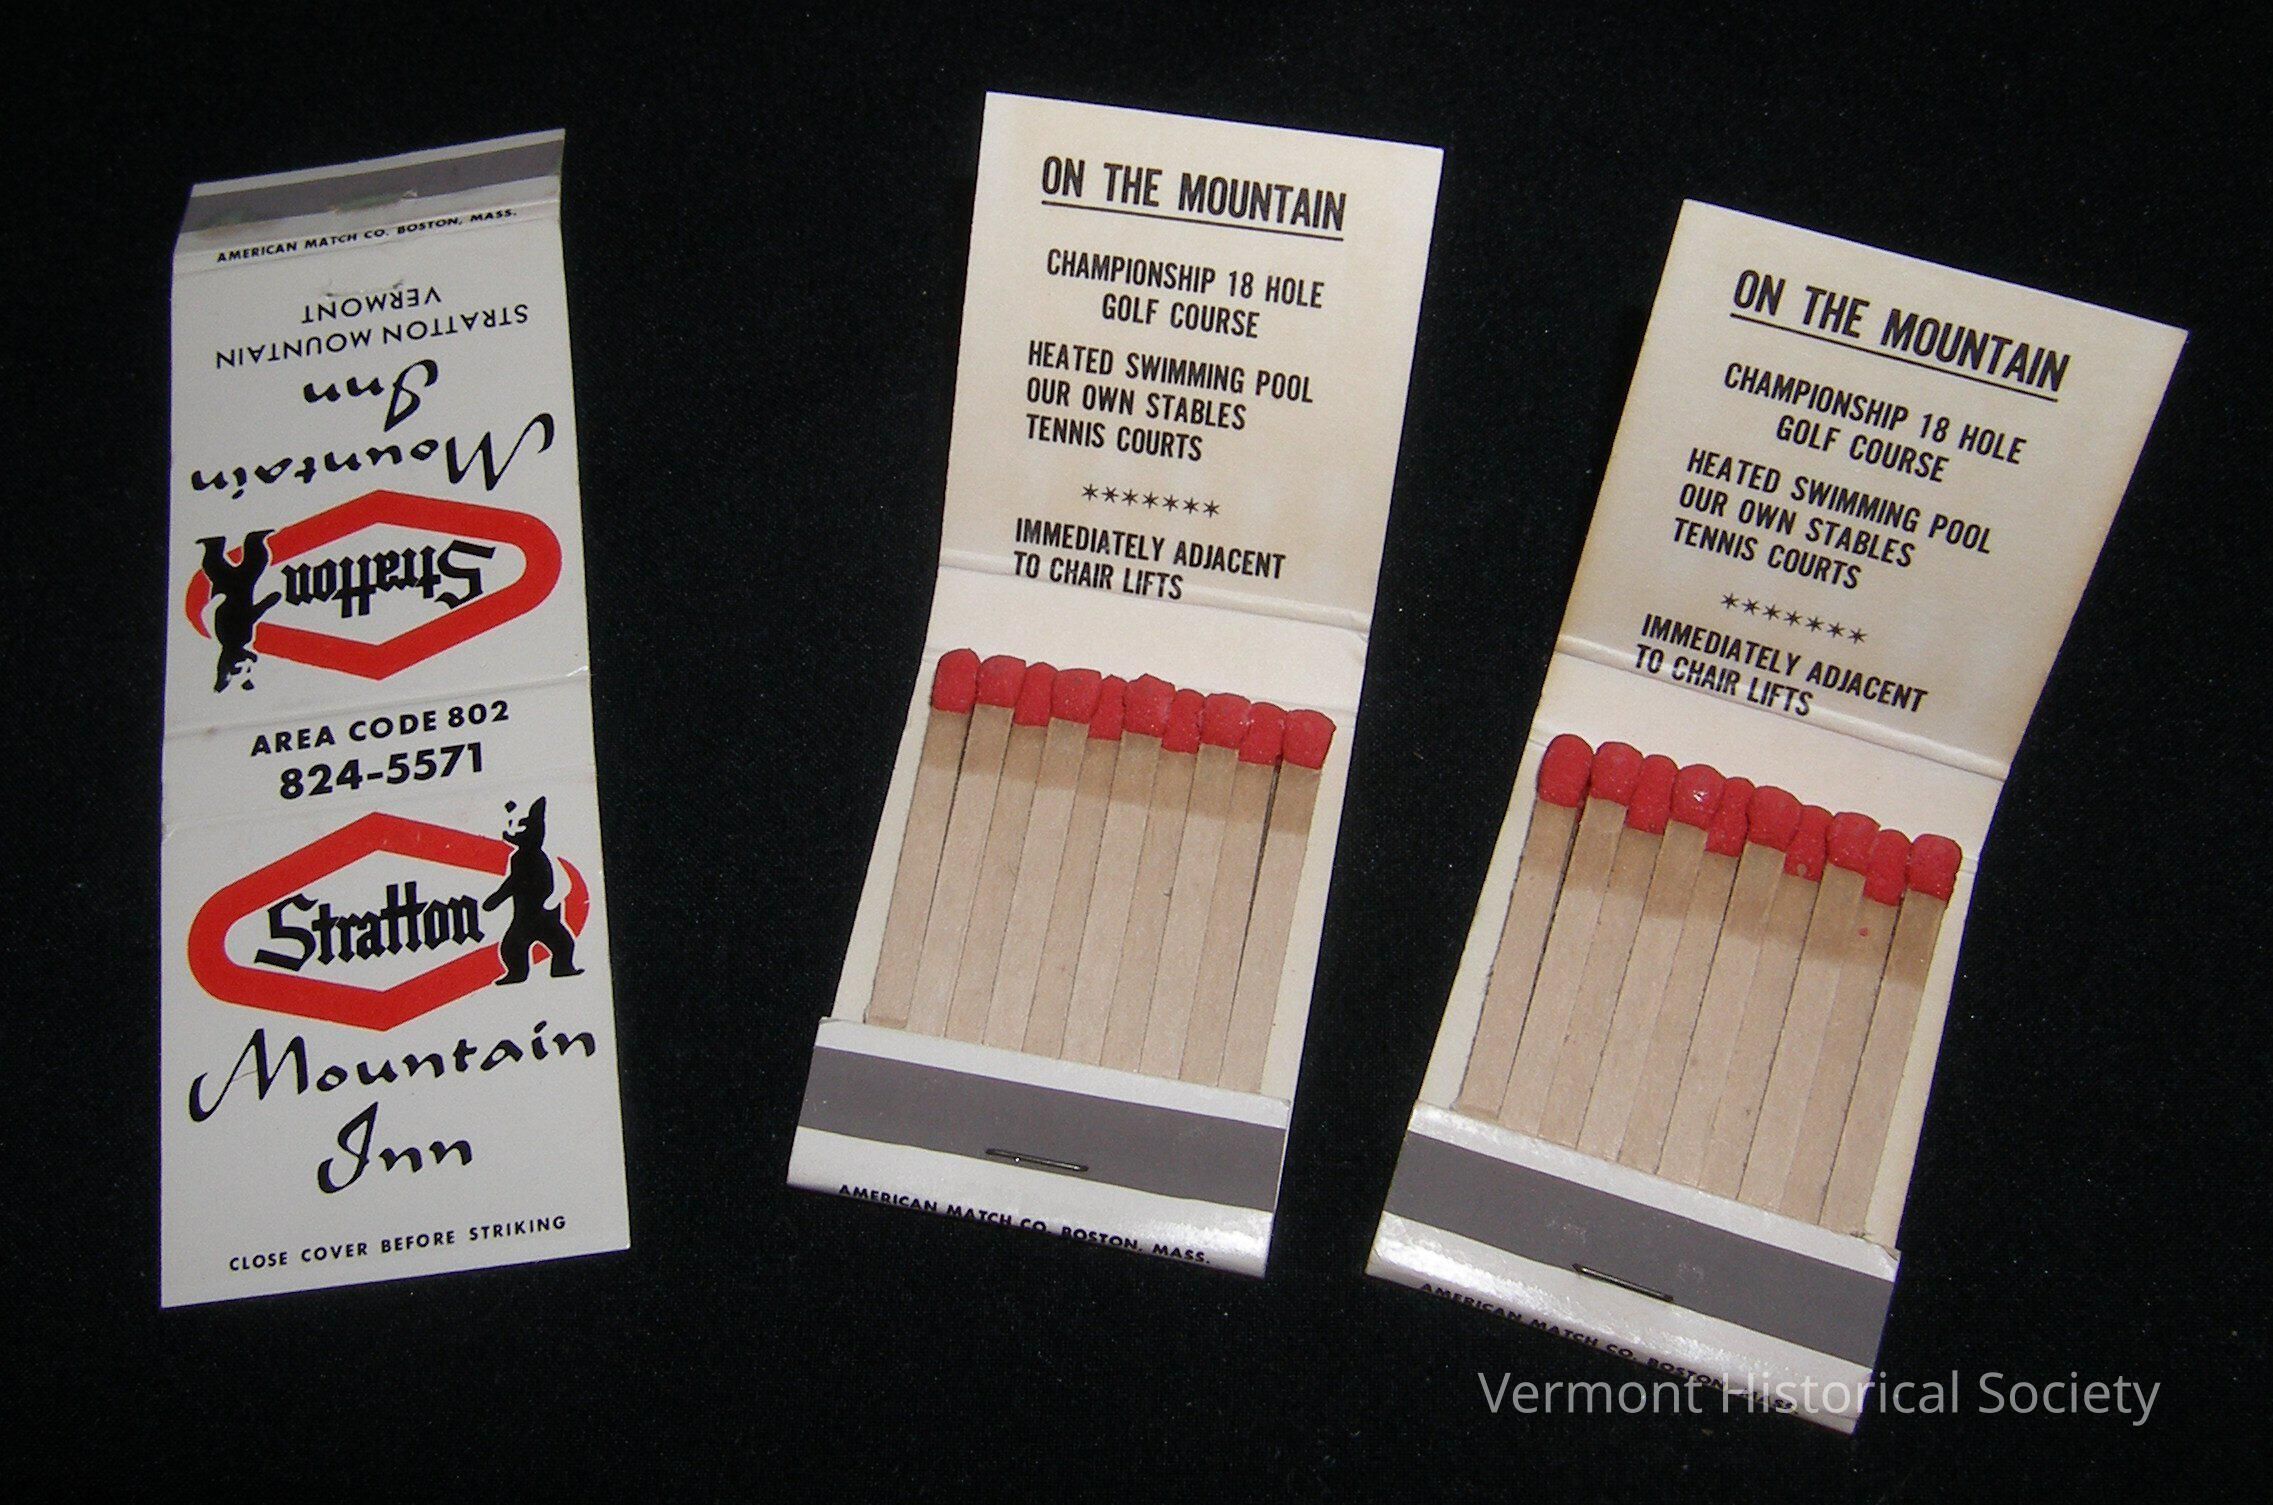 AMERICAN MATCH CO. BOSTON, MASS.
STRATTON MOUNTAIN
VERMONT
Mountain
Inn
Stratton
AREA CODE 802
824-5571
Stratton
Mountain
Inn
CLOSE COVER BEFORE STRIKING
ON THE MOUNTAIN
CHAMPIONSHIP 18 HOLE
GOLF COURSE
HEATED SWIMMING POOL
OUR OWN STABLES
TENNIS COURTS
*******
IMMEDIATELY ADJACENT
TO CHAIR LIFTS
AMERICAN MATCH CO. BOSTON, MASS.
ON THE MOUNTAIN
CHAMPIONSHIP 18 HOLE
GOLF COURSE
HEATED SWIMMING POOL
OUR OWN STABLES
TENNIS COURTS
*******
IMMEDIATELY ADJACENT
TO CHAIR LIFTS
AMERICAN MATCH CO. BOSTON, MASS.
Vermont Historical Society